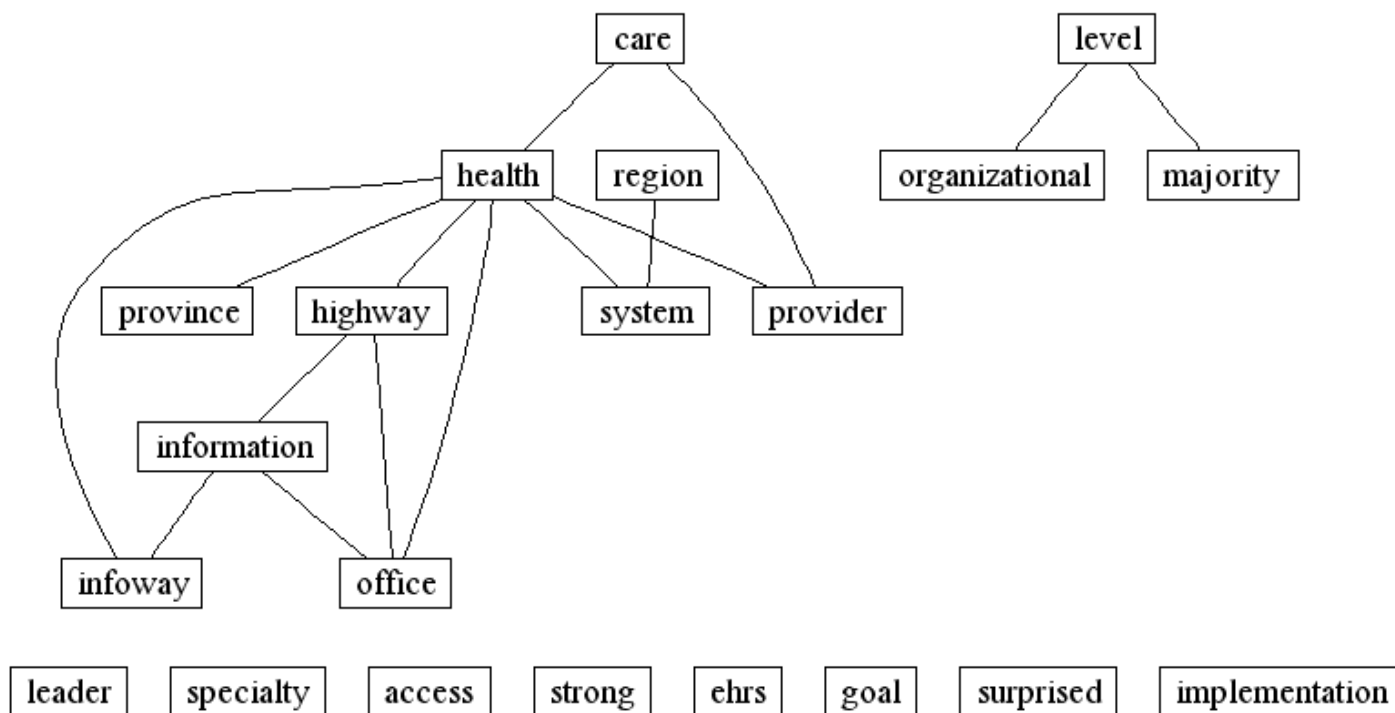 care level
health region organizational majority
province highway system provider
information
infoway office
leader specialty access strong ehrs goal surprised implementation